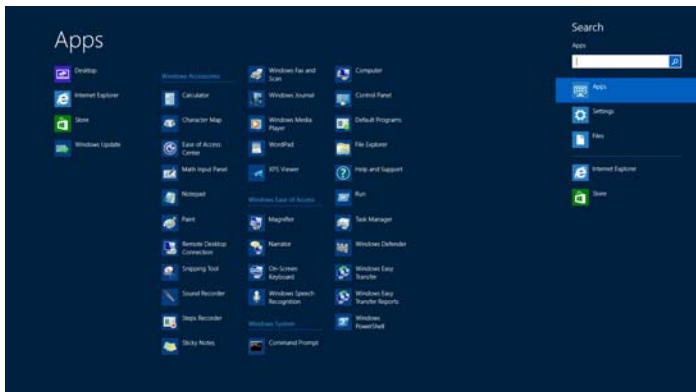 Apps
Desktop
Internet Explorer
Store
Windows Update
Windows Accessories
Calculator
Character Map
Ease of Access
Center
Math Input Panel
Notepad
Paint
Remote Desktop
Connection
Snipping Tool
Sound Recorder
Steps Recorder
Sticky Notes
Windows Fax and
Scan
Windows Journal
Windows Media
Player
WordPad
XPS Viewer
Windows Ease of Access
Magnifier
Narrator
On-Screen
Keyboard
Windows Speech
Recognition
Windows System
Command Prompt
Computer
Control Panel
Default Programs
File Explorer
Help and Support
Run
Task Manager
Windows Defender
Windows Easy
Transfer
Windows Easy
Transfer Reports
Windows
PowerShell
Search
Apps
Apps
Settings
Files
Internet Explorer
Store